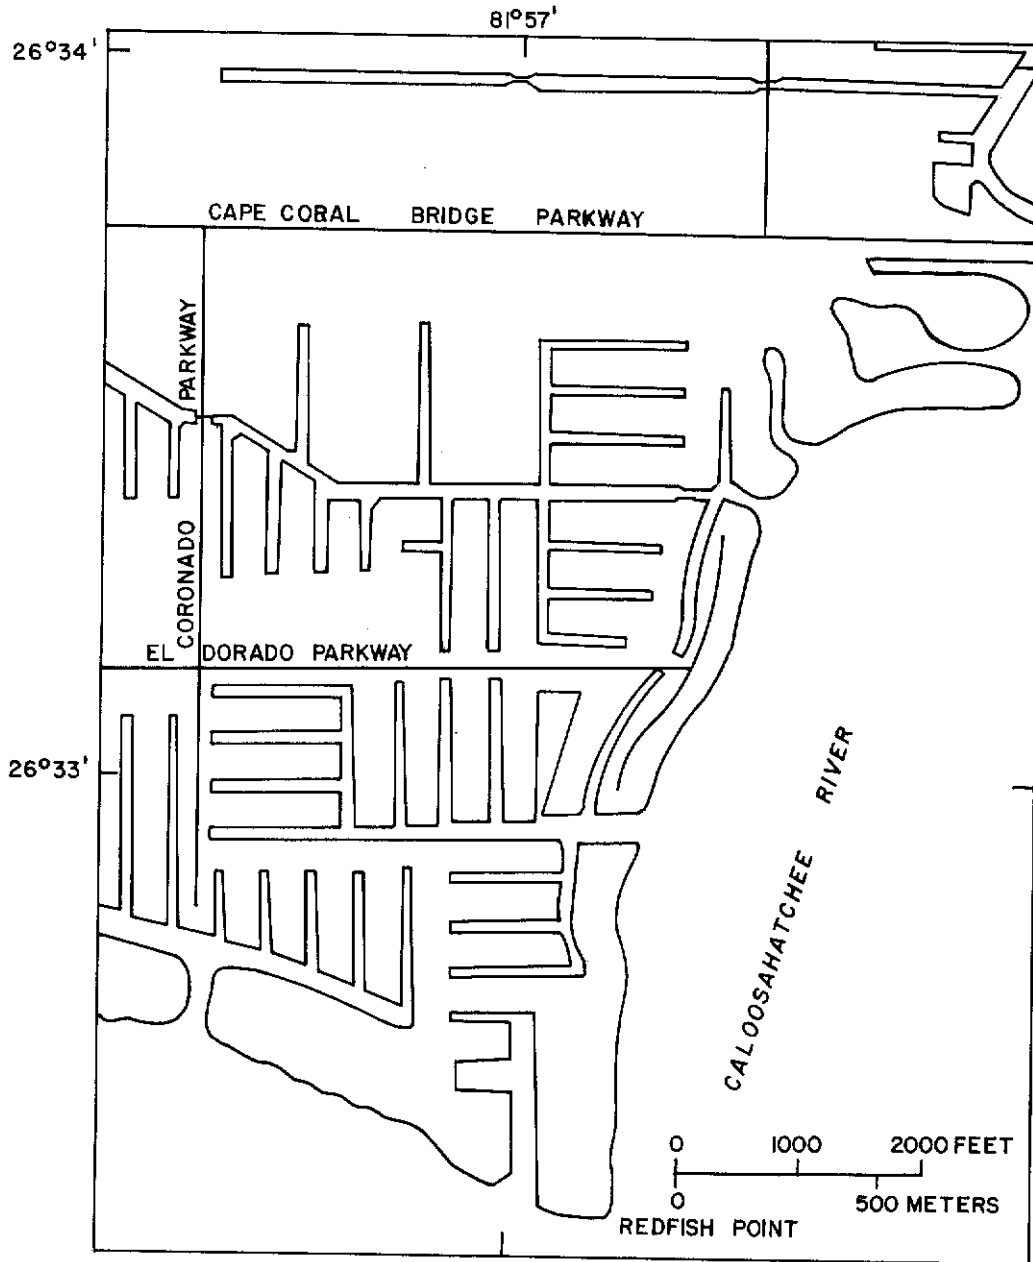 81°57'
26°34'
CAPE CORAL BRIDGE PARKWAY
CORONADO PARKWAY
EL DORADO PARKWAY
26°33'
CALOOSAHATCHEE RIVER
0 1000 2000 FEET
0 500 METERS
REDFISH POINT